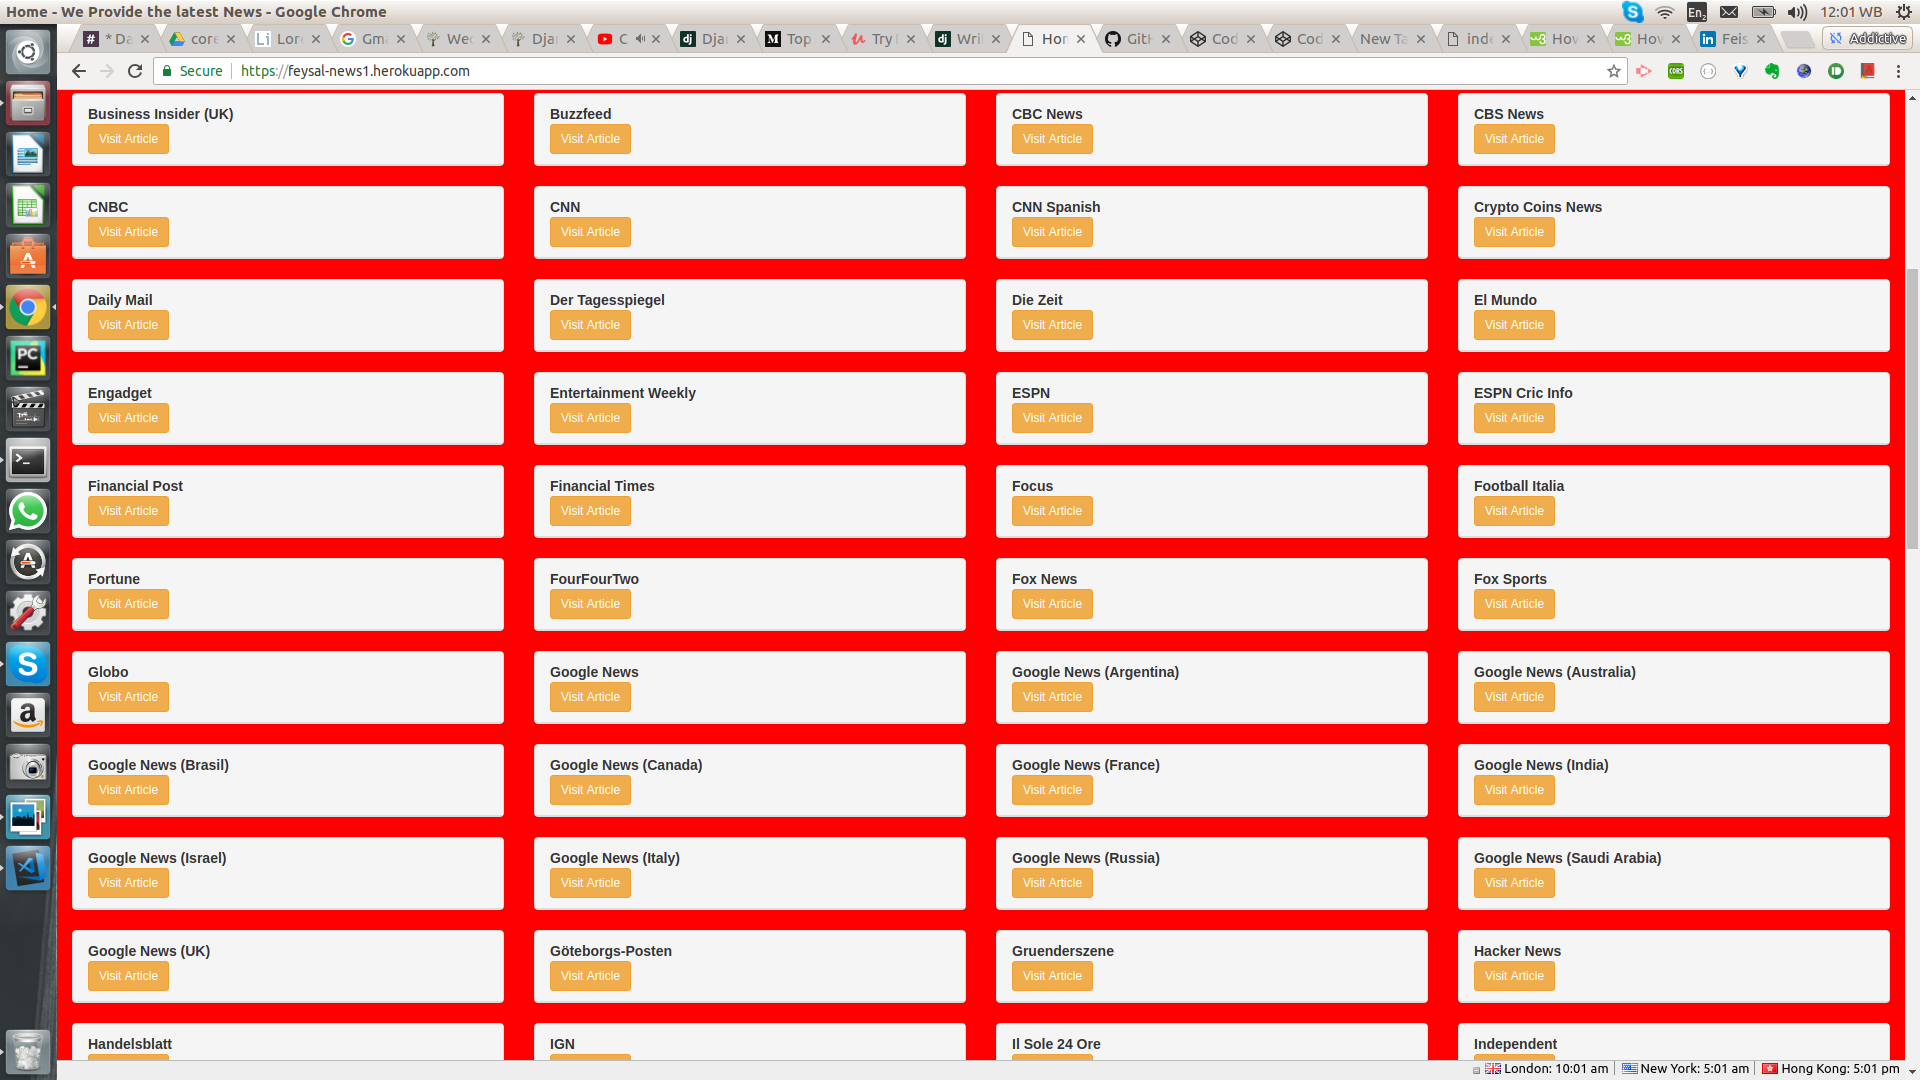 Home - We Provide the latest News - Google Chrome
En2
12:01 WB
* Da
core
Lore
Gma
Wec
Djar
C
Djar
Top
Try
Wri
Hom
GitH
Cod
Cod
New Ta
inde
How
How
Feis
Addictive
Secure
https://feysal-news1.herokuapp.com
Business Insider (UK)
Buzzfeed
CBC News
CBS News
Visit Article
Visit Article
Visit Article
Visit Article
CNBC
CNN
CNN Spanish
Crypto Coins News
Visit Article
Visit Article
Visit Article
Visit Article
Daily Mail
Der Tagesspiegel
Die Zeit
El Mundo
Visit Article
Visit Article
Visit Article
Visit Article
Engadget
Entertainment Weekly
ESPN
ESPN Cric Info
Visit Article
Visit Article
Visit Article
Visit Article
Financial Post
Financial Times
Focus
Football Italia
Visit Article
Visit Article
Visit Article
Visit Article
Fortune
FourFourTwo
Fox News
Fox Sports
Visit Article
Visit Article
Visit Article
Visit Article
Globo
Google News
Google News (Argentina)
Google News (Australia)
Visit Article
Visit Article
Visit Article
Visit Article
Google News (Brasil)
Google News (Canada)
Google News (France)
Google News (India)
Visit Article
Visit Article
Visit Article
Visit Article
Google News (Israel)
Google News (Italy)
Google News (Russia)
Google News (Saudi Arabia)
Visit Article
Visit Article
Visit Article
Visit Article
Google News (UK)
Göteborgs-Posten
Gruenderszene
Hacker News
Visit Article
Visit Article
Visit Article
Visit Article
Handelsblatt
IGN
Il Sole 24 Ore
Independent
London: 10:01 am
New York: 5:01 am
Hong Kong: 5:01 pm